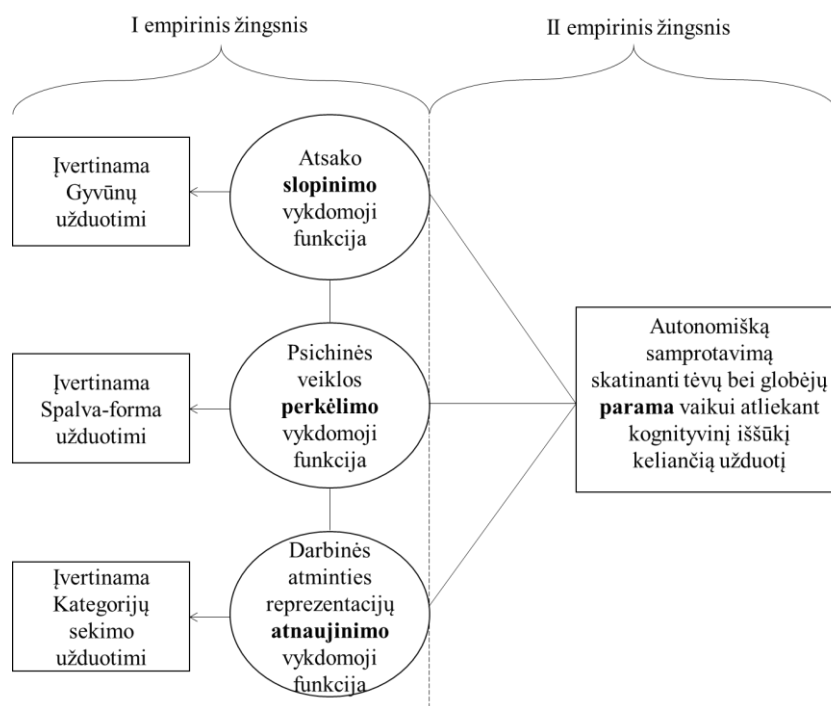 I empirinis žingsnis
II empirinis žingsnis
Įvertinama
Gyvūnų
užduotimi
Atsako
slopinimo
vykdomoji
funkcija
Įvertinama
Spalva-forma
užduotimi
Psichinės
veiklos
perkėlimo
vykdomoji
funkcija
Autonomišką
samprotavimą
skatinanti tėvų bei globėjų
parama vaikui atliekant
kognityvinį iššūkį
keliančią užduotį
Įvertinama
Kategorijų
sekimo
užduotimi
Darbinės
atminties
reprezentacijų
atnaujinimo
vykdomoji
funkcija